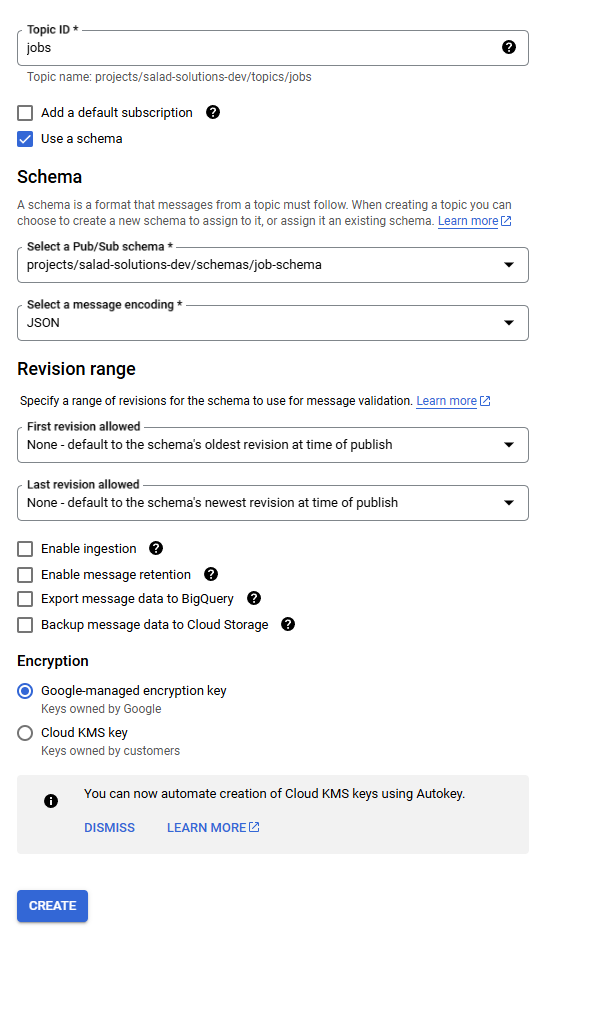 Topic ID *
jobs
Topic name: projects/salad-solutions-dev/topics/jobs
Add a default subscription
Use a schema
Schema
A schema is a format that messages from a topic must follow. When creating a topic you can
choose to create a new schema to assign to it, or assign it an existing schema. Learn more
Select a Pub/Sub schema *
projects/salad-solutions-dev/schemas/job-schema
Select a message encoding *
JSON
Revision range
Specify a range of revisions for the schema to use for message validation. Learn more
First revision allowed
None - default to the schema's oldest revision at time of publish
Last revision allowed
None - default to the schema's newest revision at time of publish
Enable ingestion
Enable message retention
Export message data to BigQuery
Backup message data to Cloud Storage
Encryption
Google-managed encryption key
Keys owned by Google
Cloud KMS key
Keys owned by customers
You can now automate creation of Cloud KMS keys using Autokey.
DISMISS LEARN MORE
CREATE